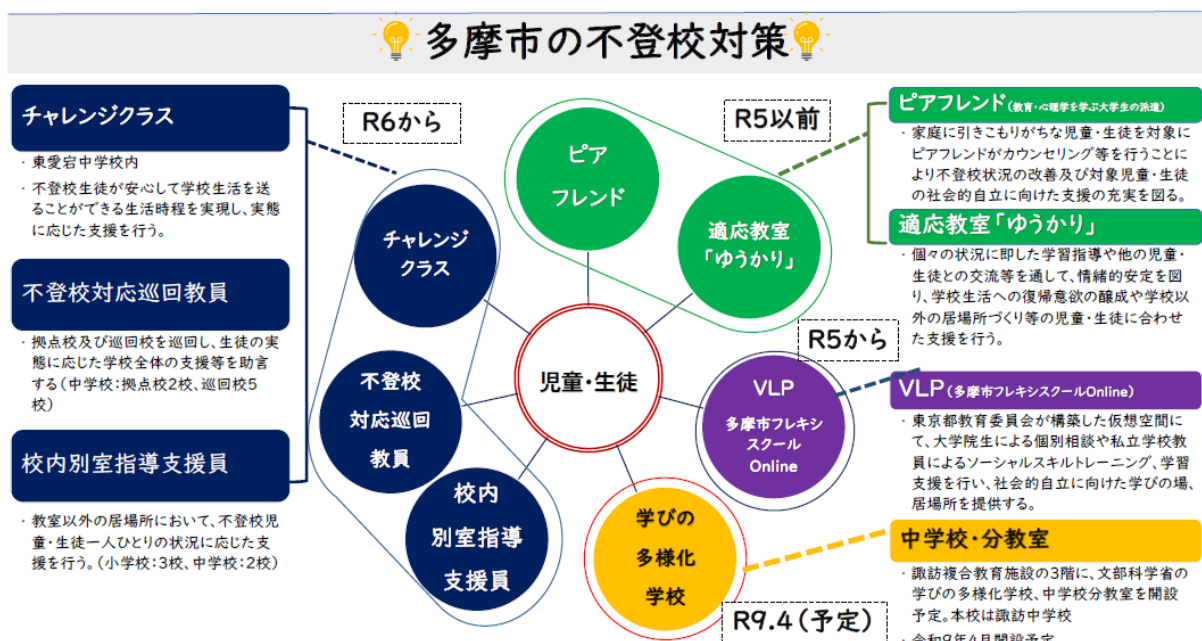 多摩市の不登校対策
チャレンジクラス
・ 東愛宕中学校内
・ 不登校生徒が安心して学校生活を送
ることができる生活時程を実現し、実態
に応じた支援を行う。
不登校対応巡回教員
・ 拠点校及び巡回校を巡回し、生徒の実
態に応じた学校全体の支援等を助言
する(中学校:拠点校2校、巡回校5
校)
校内別室指導支援員
・ 教室以外の居場所において、不登校児
童・生徒一人ひとりの状況に応じた支
援を行う。(小学校:3校、中学校:2校)
R6から
チャレンジ
クラス
不登校
対応巡回
教員
校内
別室指導
支援員
児童・生徒
ピア
フレンド
適応教室
「ゆうかり」
R5以前
VLP
多摩市フレキシ
スクール
Online
R5から
学びの
多様化
学校
R9.4(予定)
ピアフレンド(教育・心理学を学ぶ大学生の派遣)
・ 家庭に引きこもりがちな児童・生徒を対象に
ピアフレンドがカウンセリング等を行うことに
より不登校状況の改善及び対象児童・生徒
の社会的自立に向けた支援の充実を図る。
適応教室「ゆうかり」
・ 個々の状況に即した学習指導や他の児童・
生徒との交流等を通して、情緒的安定を図
り、学校生活への復帰意欲の醸成や学校以
外の居場所づくり等の児童・生徒に合わせ
た支援を行う。
VLP(多摩市フレキシスクールOnline)
・ 東京都教育委員会が構築した仮想空間に
て、大学院生による個別相談や私立学校教
員によるソーシャルスキルトレーニング、学習
支援を行い、社会的自立に向けた学びの場、
居場所を提供する。
中学校・分教室
・ 諏訪複合教育施設の3階に、文部科学省の
学びの多様化学校、中学校分教室を開設
予定。本校は諏訪中学校
・ 令和9年4月開設予定